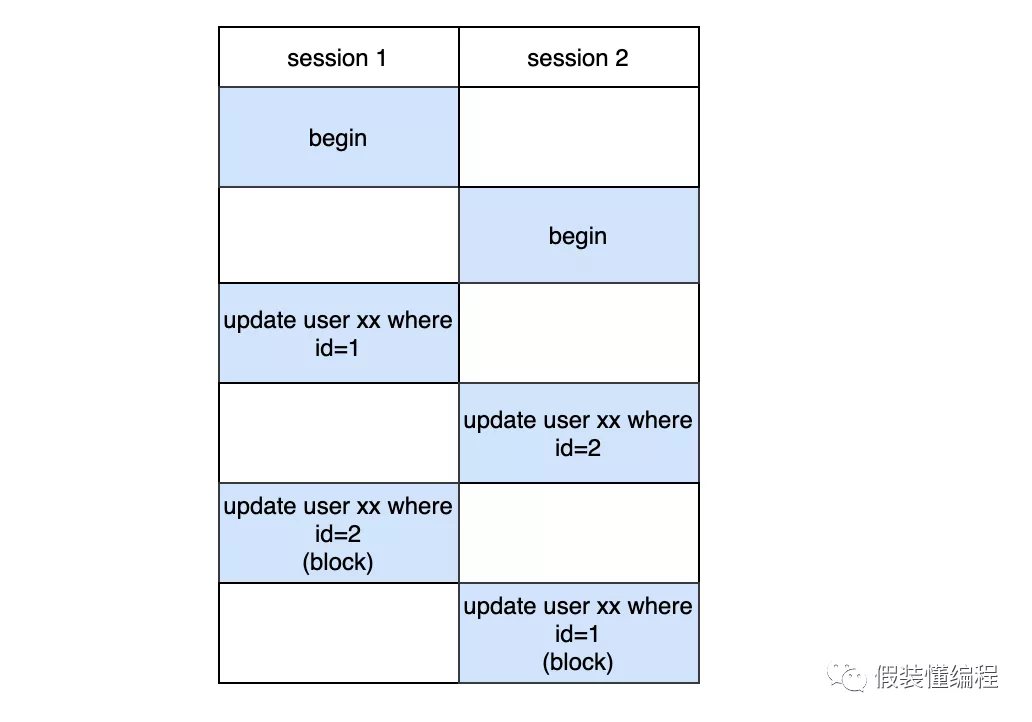 session 1
session 2
begin
begin
update user xx where
id=1
update user xx where
id=2
update user xx where
id=2
(block)
update user xx where
id=1
(block)
假装懂编程